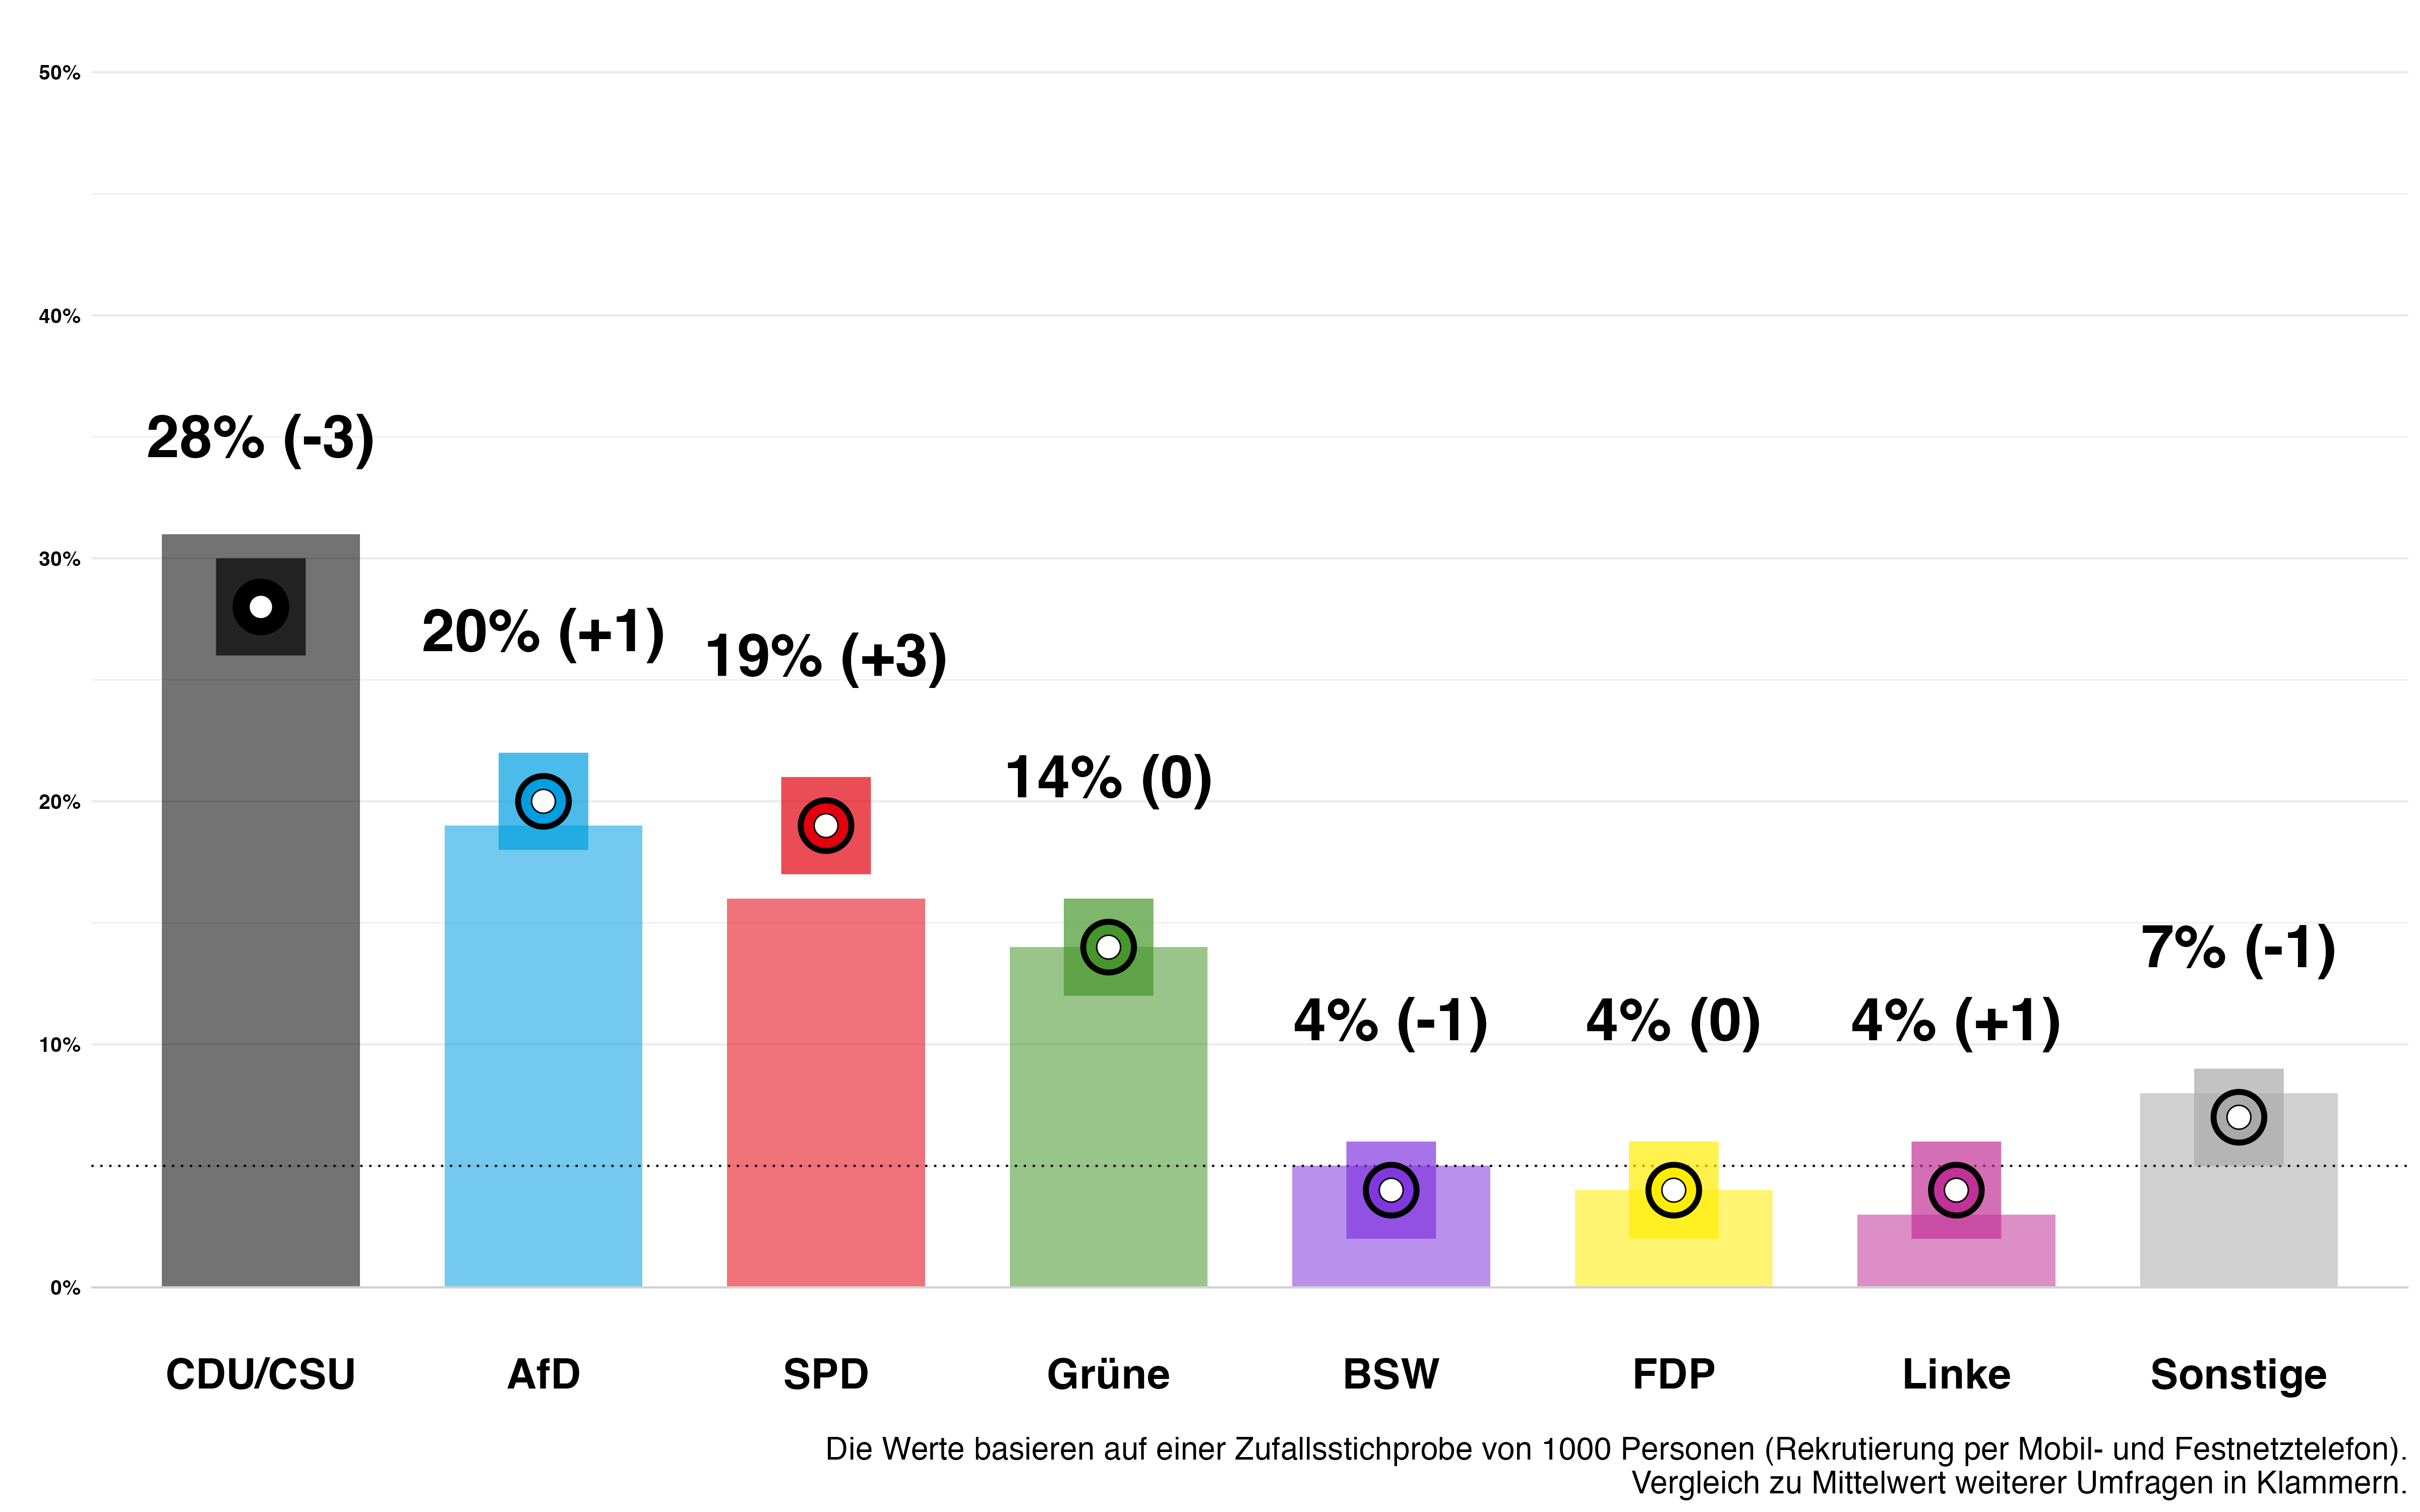 50%
40%
30%
20%
10%
0%
28% (-3)
20% (+1)
19% (+3)
14% (0)
4% (-1)
4% (0)
4% (+1)
7% (-1)
CDU/CSU
AfD
SPD
Grüne
BSW
FDP
Linke
Sonstige
Die Werte basieren auf einer Zufallsstichprobe von 1000 Personen (Rekrutierung per Mobil- und Festnetztelefon).
Vergleich zu Mittelwert weiterer Umfragen in Klammern.